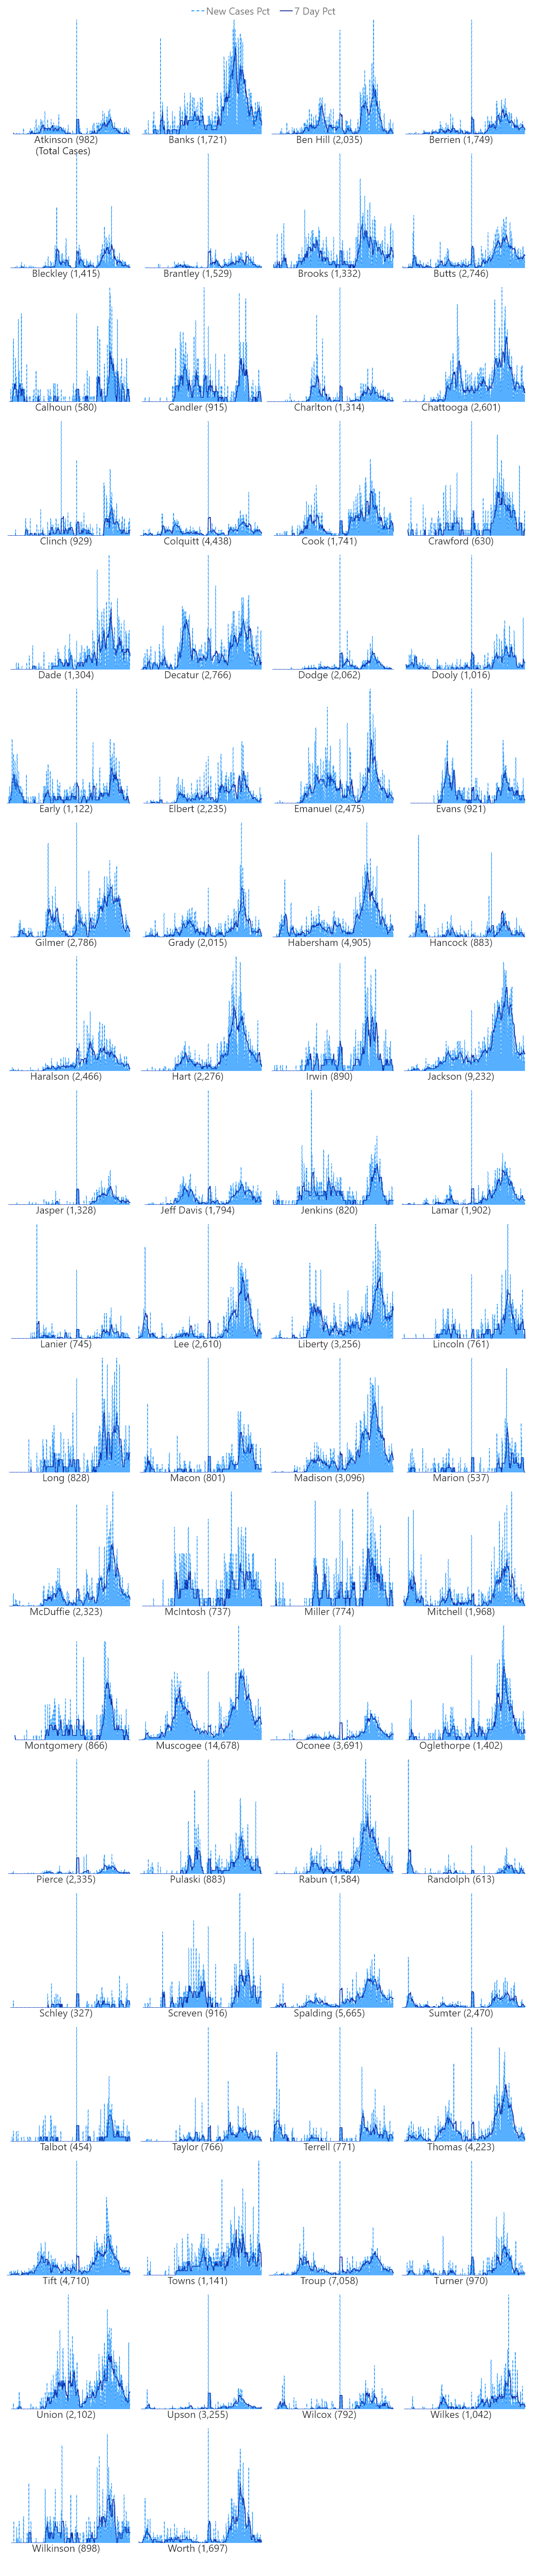 New Cases Pct 7 Day Pct
Atkinson (982) Banks (1,721) Ben Hill (2,035) Berrien (1,749)
(Total Cases)
Bleckley (1,415) Brantley (1,529) Brooks (1,332) Butts (2,746)
Calhoun (580) Candler (915) Charlton (1,314) Chattooga (2,601)
Clinch (929) Colquitt (4,438) Cook (1,741) Crawford (630)
Dade (1,304) Decatur (2,766) Dodge (2,062) Dooly (1,016)
Early (1,122) Elbert (2,235) Emanuel (2,475) Evans (921)
Gilmer (2,786) Grady (2,015) Habersham (4,905) Hancock (883)
Haralson (2,466) Hart (2,276) Irwin (890) Jackson (9,232)
Jasper (1,328) Jeff Davis (1,794) Jenkins (820) Lamar (1,902)
Lanier (745) Lee (2,610) Liberty (3,256) Lincoln (761)
Long (828) Macon (801) Madison (3,096) Marion (537)
McDuffie (2,323) McIntosh (737) Miller (774) Mitchell (1,968)
Montgomery (866) Muscogee (14,678) Oconee (3,691) Oglethorpe (1,402)
Pierce (2,335) Pulaski (883) Rabun (1,584) Randolph (613)
Schley (327) Screven (916) Spalding (5,665) Sumter (2,470)
Talbot (454) Taylor (766) Terrell (771) Thomas (4,223)
Tift (4,710) Towns (1,141) Troup (7,058) Turner (970)
Union (2,102) Upson (3,255) Wilcox (792) Wilkes (1,042)
Wilkinson (898) Worth (1,697)